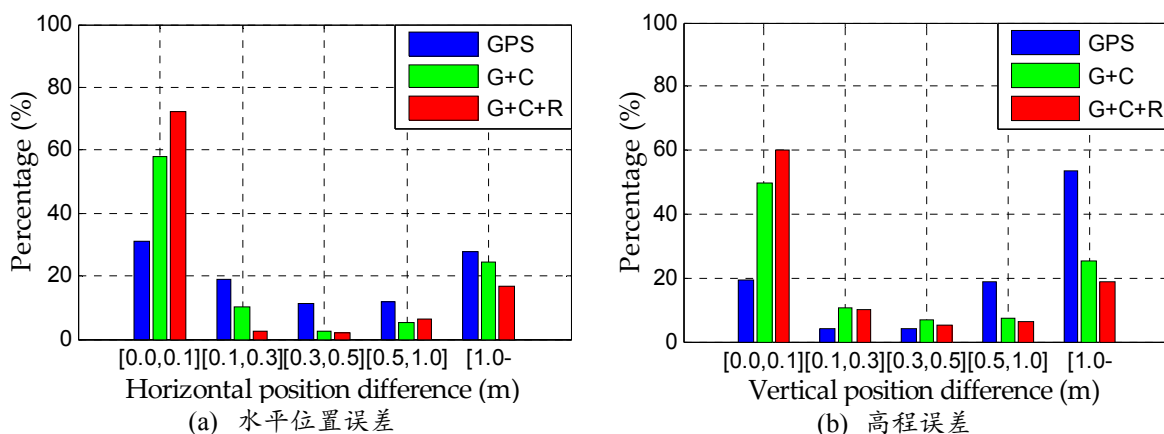 100
80
60
40
20
0
Percentage (%)
GPS
G+C
G+C+R
[0.0,0.1] [0.1,0.3] [0.3,0.5] [0.5,1.0] [1.0-
Horizontal position difference (m)
(a) 水平位置误差
100
80
60
40
20
0
Percentage (%)
GPS
G+C
G+C+R
[0.0,0.1] [0.1,0.3] [0.3,0.5] [0.5,1.0] [1.0-
Vertical position difference (m)
(b) 高程误差